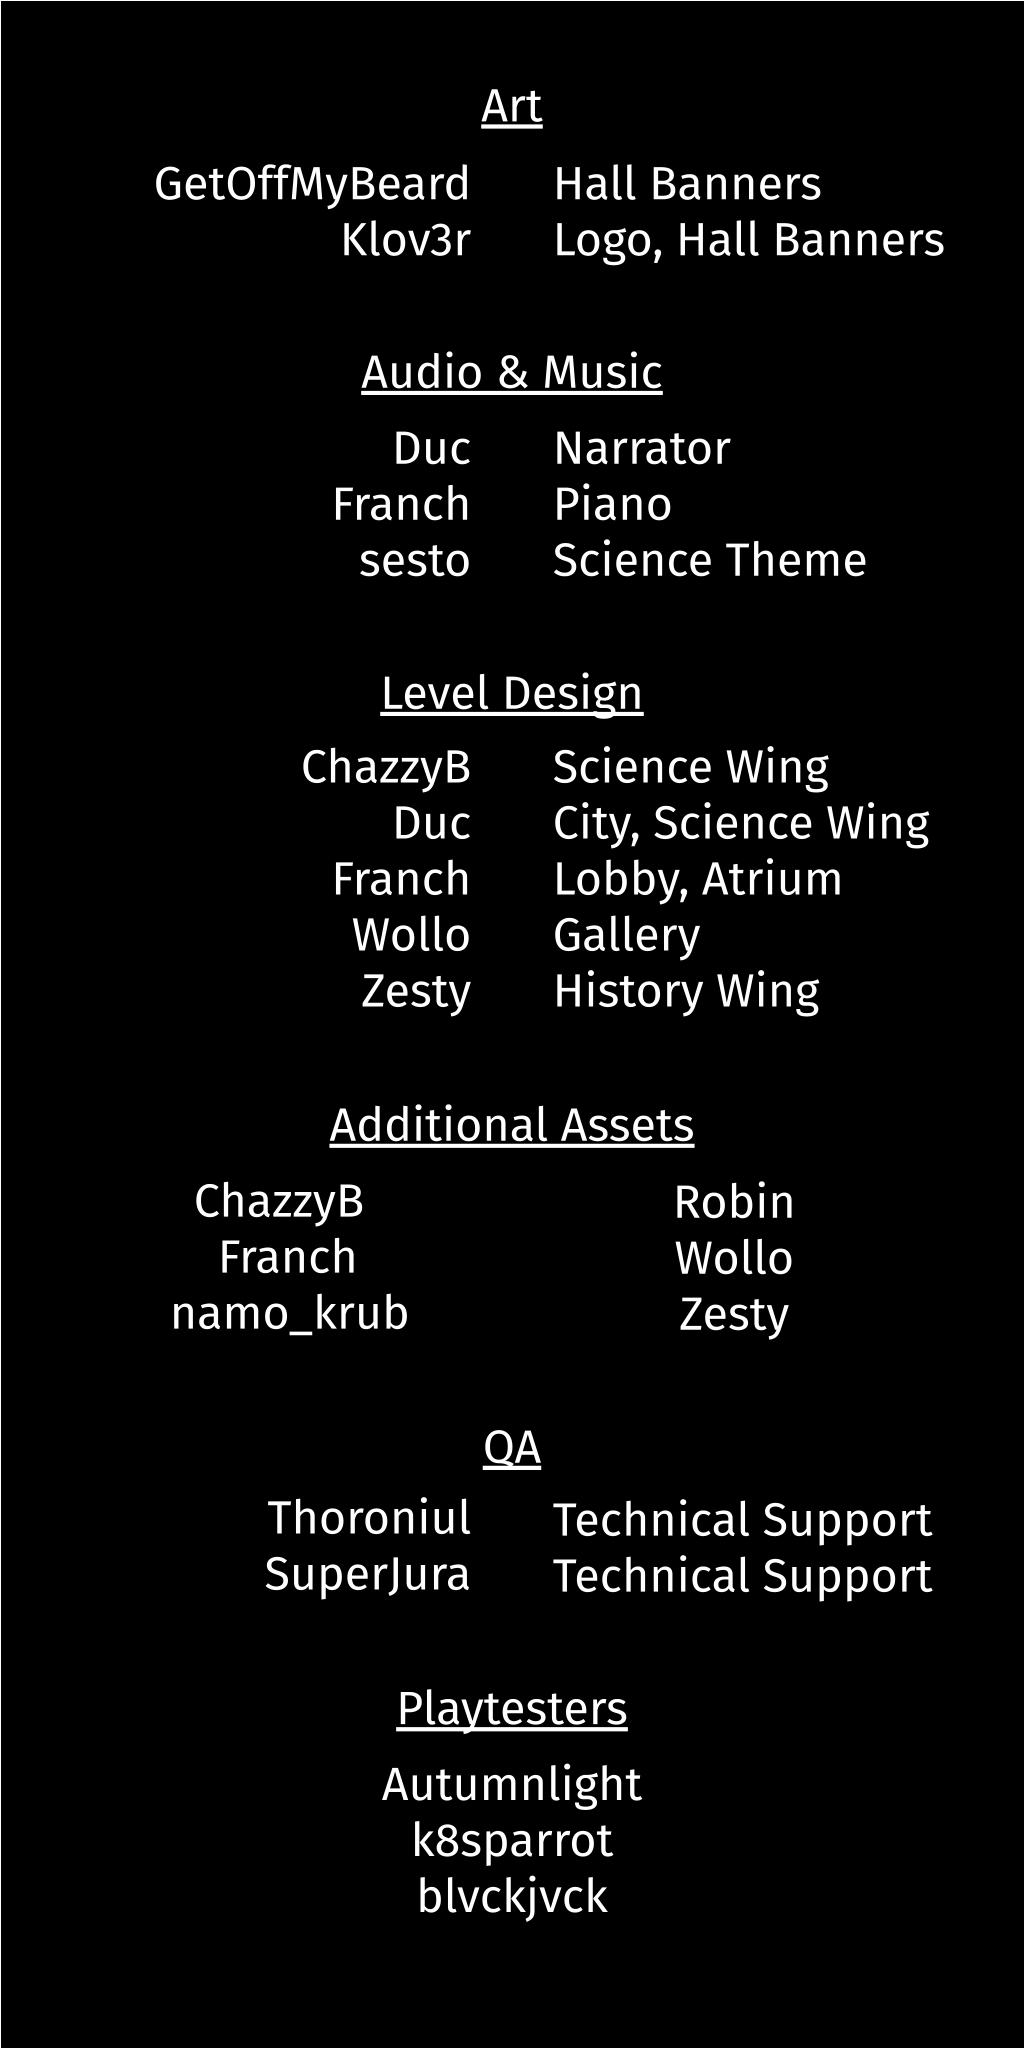 Art
GetOffMyBeard Hall Banners
Klov3r Logo, Hall Banners
Audio & Music
Duc Narrator
Franch Piano
sesto Science Theme
Level Design
ChazzyB Science Wing
Duc City, Science Wing
Franch Lobby, Atrium
Wollo Gallery
Zesty History Wing
Additional Assets
ChazzyB Robin
Franch Wollo
namo_krub Zesty
QA
Thoroniul Technical Support
SuperJura Technical Support
Playtesters
Autumnlight
k8sparrot
blvckjvck